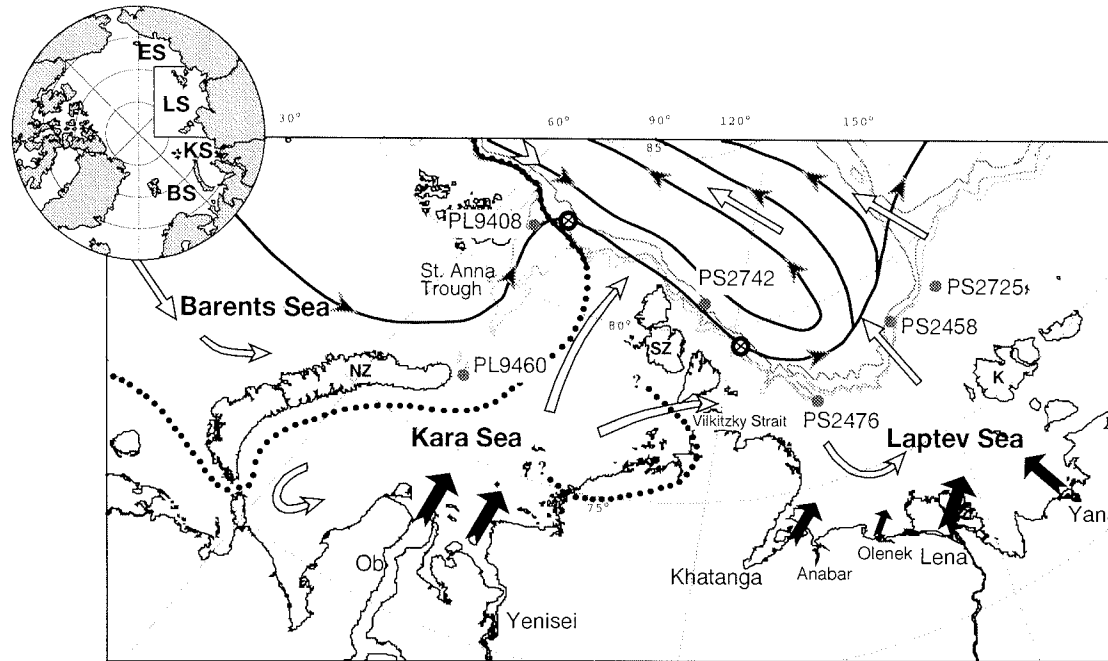 ES
LS
KS
BS
30°
60°
90°
120°
150°
85
PL9408
St. Anna
Trough
PS2742
PS2725
Barents Sea
80°
SZ
PS2458
NZ
PL9460
K
?
Vilkitzky Strait
PS2476
Kara Sea
Laptev Sea
?
75°
Yan
Ob
Khatanga
Anabar
Olenek
Lena
Yenisei